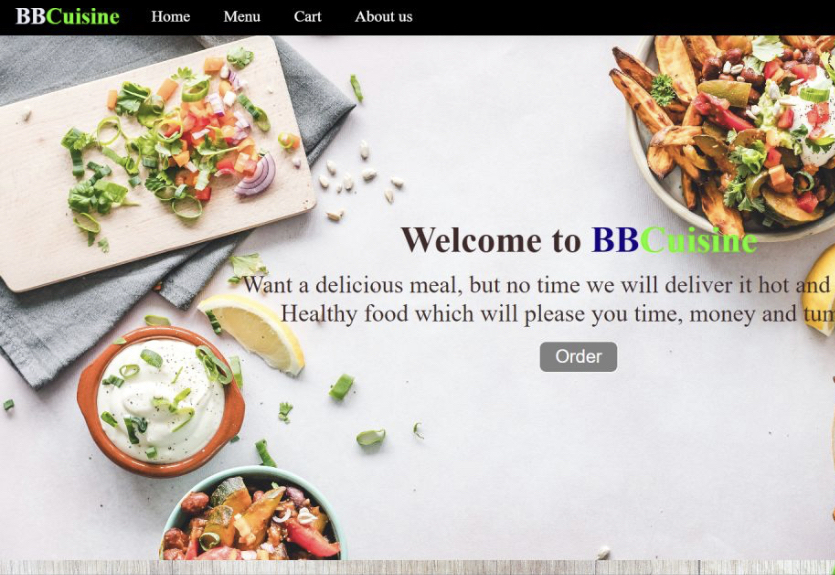 BBCuisine Home Menu Cart About us
Welcome to BBCuisine
Want a delicious meal, but no time we will deliver it hot and
Healthy food which will please you time, money and
Order